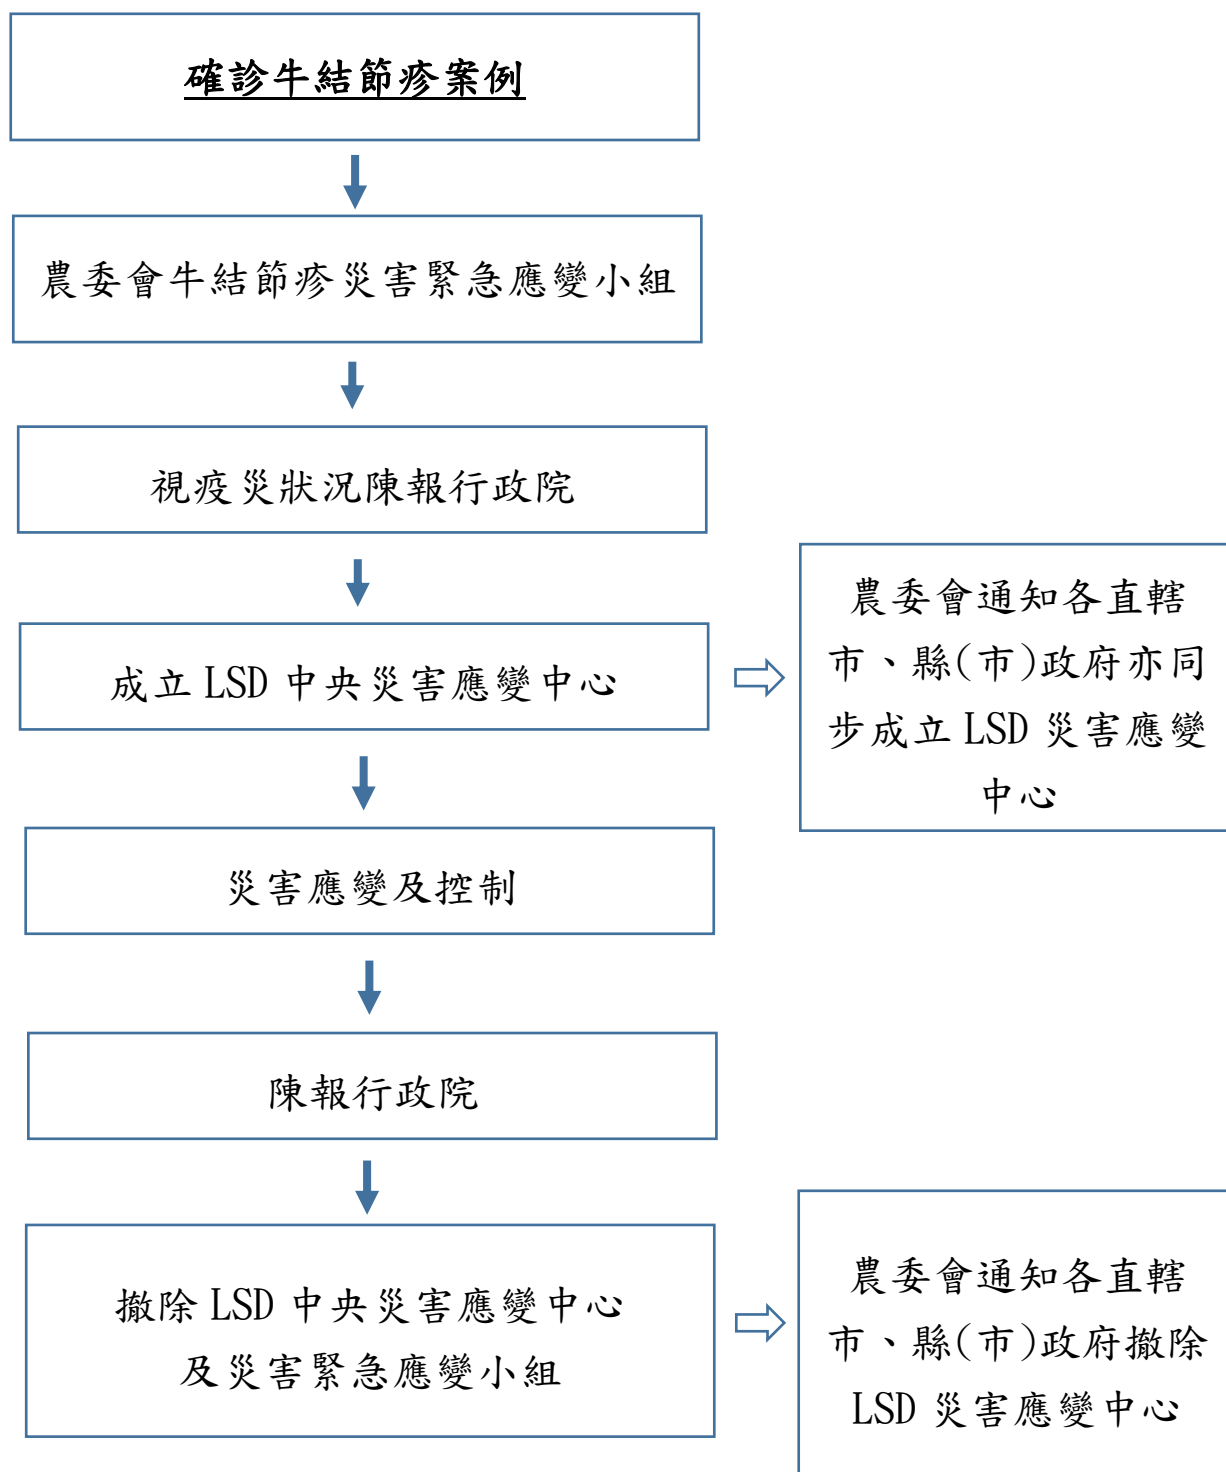 確診牛結節疹案例
農委會牛結節疹災害緊急應變小組
視疫災狀況陳報行政院
成立 LSD 中央災害應變中心
農委會通知各直轄
市、縣(市)政府亦同
步成立 LSD 災害應變
中心
災害應變及控制
陳報行政院
撤除 LSD 中央災害應變中心
及災害緊急應變小組
農委會通知各直轄
市、縣(市)政府撤除
LSD 災害應變中心